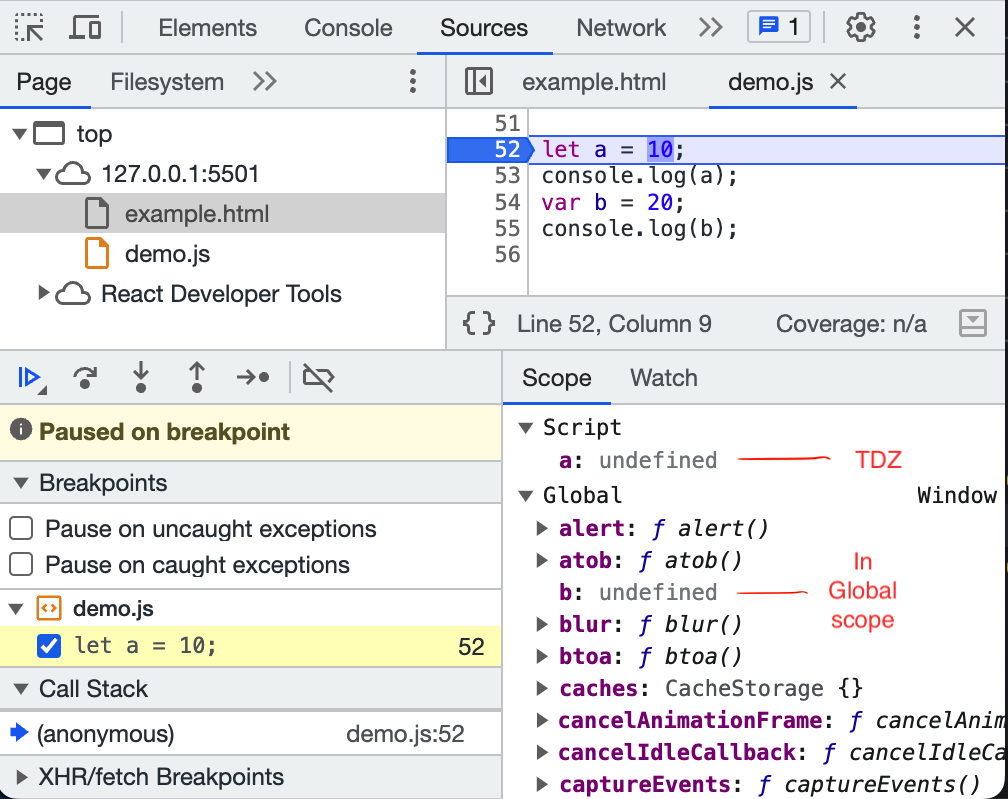 Elements Console Sources Network 1
Page Filesystem
example.html demo.js
top
127.0.0.1:5501
example.html
demo.js
React Developer Tools
51
52 let a = 10;
53 console.log(a);
54 var b = 20;
55 console.log(b);
56
{} Line 52, Column 9 Coverage: n/a
Paused on breakpoint
Breakpoints
Pause on uncaught exceptions
Pause on caught exceptions
demo.js
let a = 10; 52
Call Stack
(anonymous) demo.js:52
XHR/fetch Breakpoints
Scope Watch
Script
a: undefined TDZ
Global Window
alert: ƒ alert()
atob: ƒ atob()
b: undefined
In
Global
scope
blur: ƒ blur()
btoa: ƒ btoa()
caches: CacheStorage {}
cancelAnimationFrame: ƒ cancelAnim
cancelIdleCallback: ƒ cancelIdleCa
captureEvents: ƒ captureEvents()